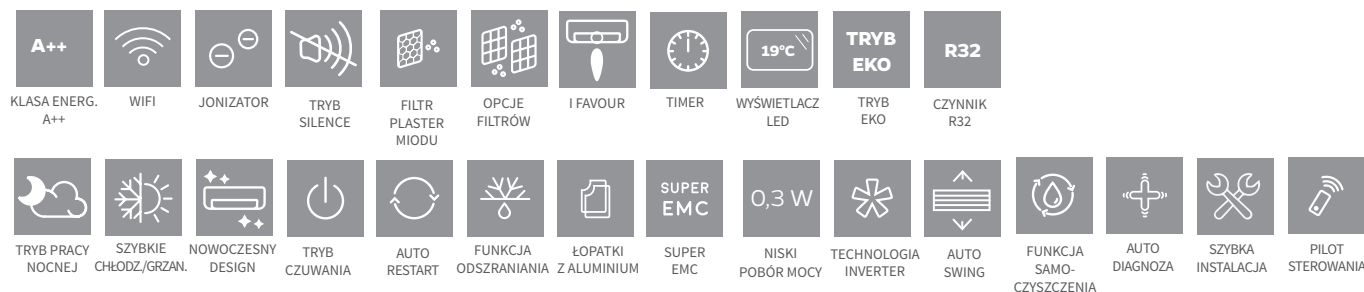 A++
19°C
TRYB
EKO
R32
KLASA ENERG.
A++
WIFI
JONIZATOR
TRYB
SILENCE
FILTR
PLASTER
MIODU
OPCJE
FILTRÓW
I FAVOUR
TIMER
WYŚWIETLACZ
LED
TRYB
EKO
CZYNNIK
R32
SUPER
EMC
0,3 W
TRYB PRACY
NOCNEJ
SZYBKIE
CHŁODZ./GRZAN.
NOWOCZESNY
DESIGN
TRYB
CZUWANIA
AUTO
RESTART
FUNKCJA
ODSZRANIANIA
ŁOPATKI
Z ALUMINIUM
SUPER
EMC
NISKI
POBÓR MOCY
TECHNOLOGIA
INVERTER
AUTO
SWING
FUNKCJA
SAMO-
CZYSZCZENIA
AUTO
DIAGNOZA
SZYBKA
INSTALACJA
PILOT
STEROWANIA